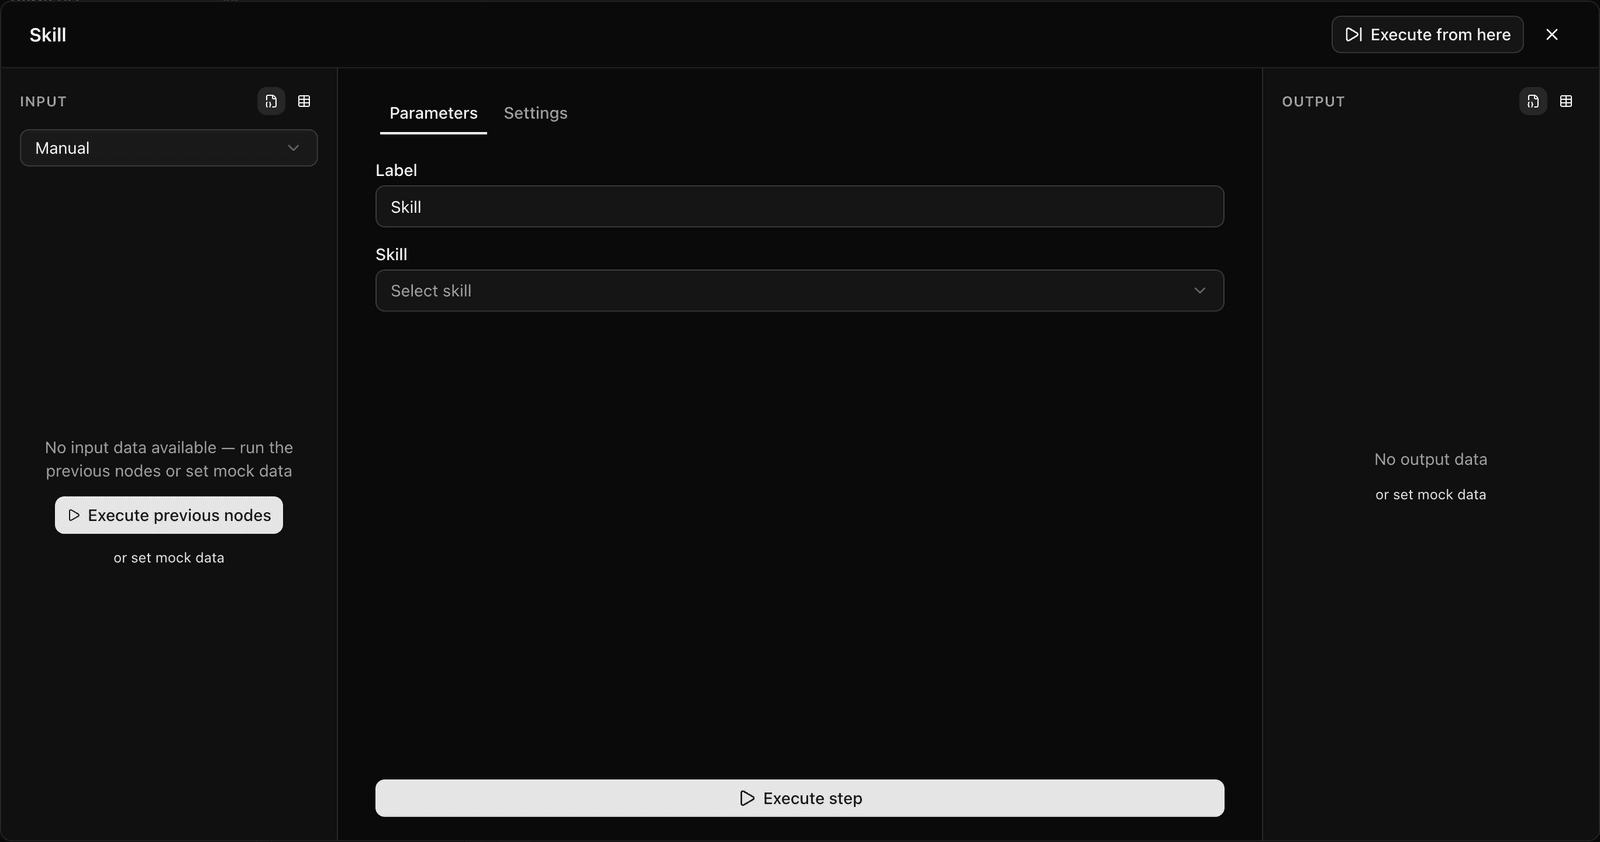 Skill
Execute from here
INPUT
Manual
No input data available — run the
previous nodes or set mock data
Execute previous nodes
or set mock data
Parameters
Settings
Label
Skill
Skill
Select skill
Execute step
OUTPUT
No output data
or set mock data